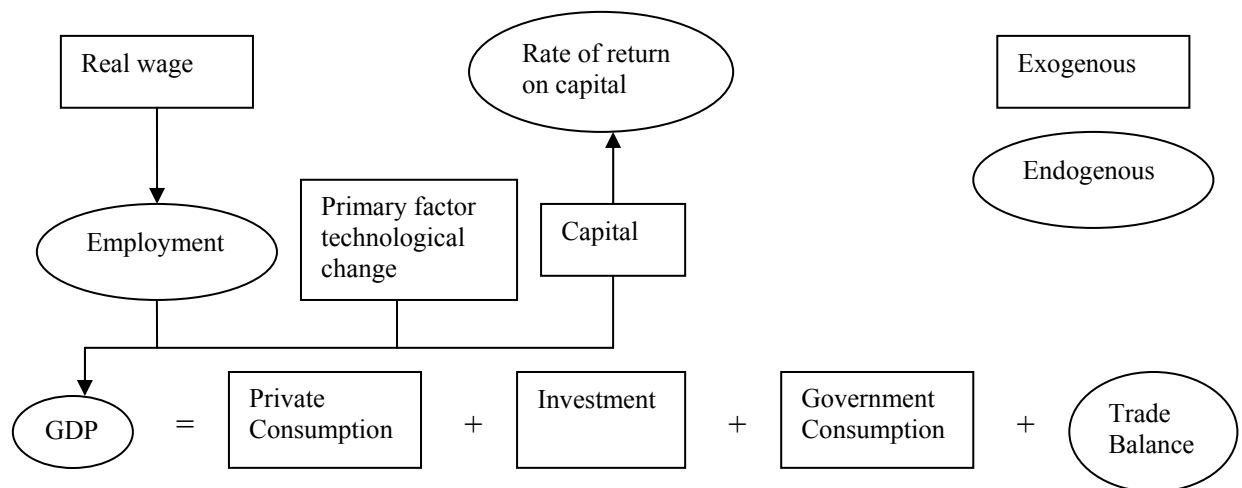 Real wage
Rate of return
on capital
Exogenous
Endogenous
Employment
Primary factor
technological
change
Capital
GDP
=
Private
Consumption
+
Investment
+
Government
Consumption
+
Trade
Balance